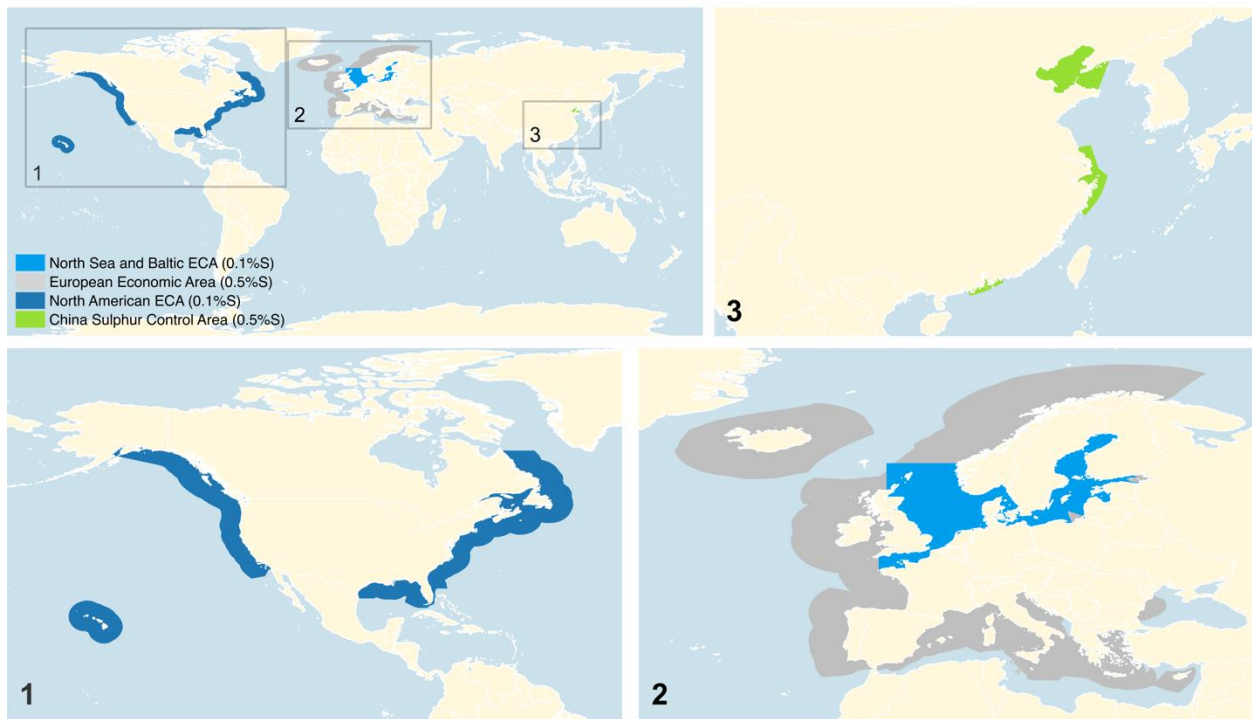 1
2
3
North Sea and Baltic ECA (0.1%S)
European Economic Area (0.5%S)
North American ECA (0.1%S)
China Sulphur Control Area (0.5%S)
3
1
2